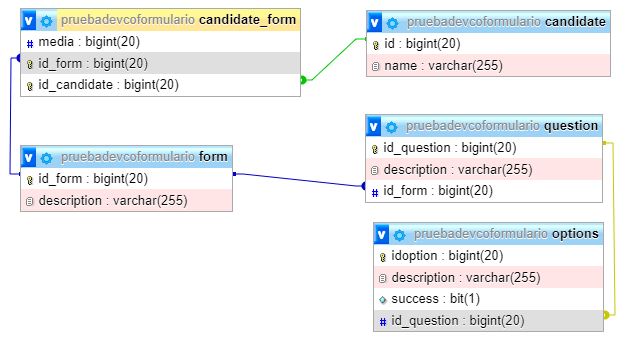 pruebadevcoformulario candidate_form
media : bigint(20)
id_form : bigint(20)
id_candidate : bigint(20)
pruebadevcoformulario candidate
id : bigint(20)
name : varchar(255)
pruebadevcoformulario form
id_form : bigint(20)
description : varchar(255)
pruebadevcoformulario question
id_question : bigint(20)
description : varchar(255)
id_form : bigint(20)
pruebadevcoformulario options
idoption : bigint(20)
description : varchar(255)
success : bit(1)
id_question : bigint(20)